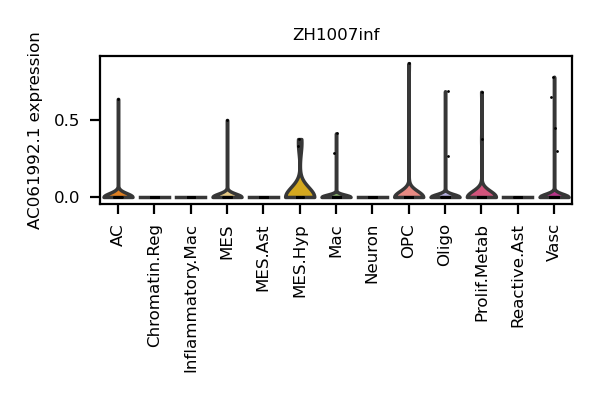 ZH1007inf
AC061992.1 expression
0.5
0.0
AC
Chromatin.Reg
Inflammatory.Mac
MES
MES.Ast
MES.Hyp
Mac
Neuron
OPC
Oligo
Prolif.Metab
Reactive.Ast
Vasc